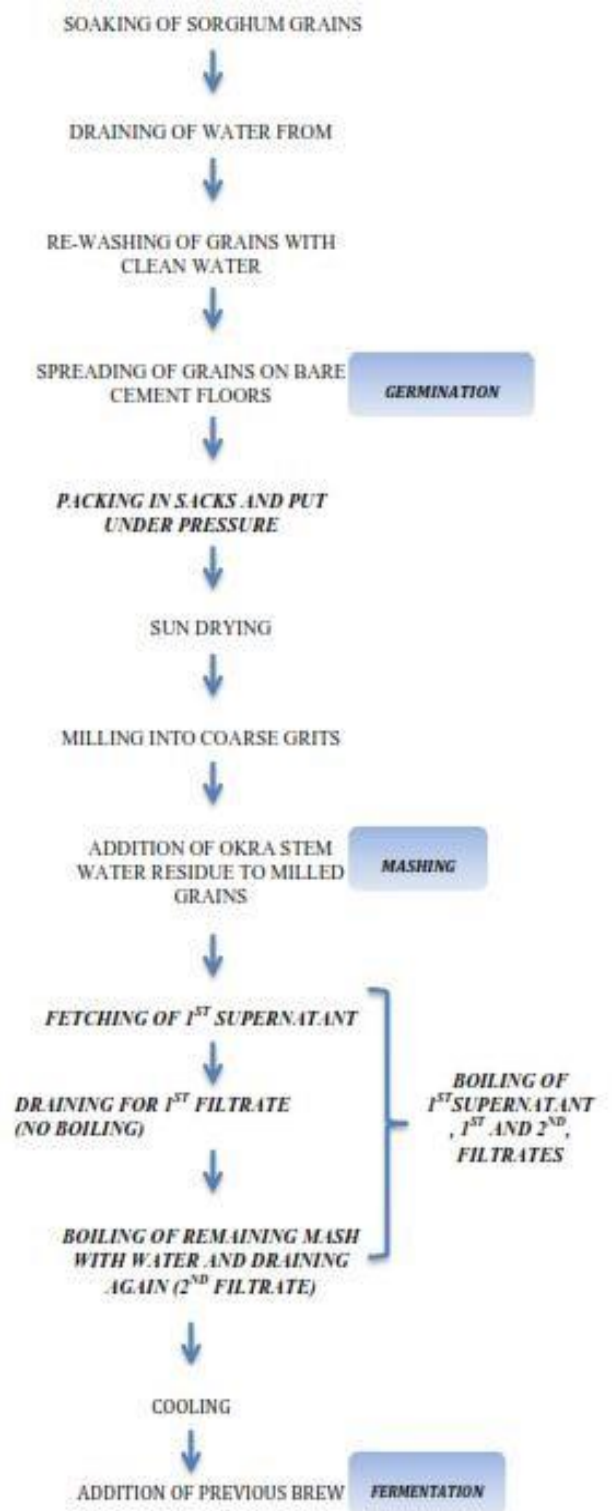 SOAKING OF SORGHUM GRAINS
DRAINING OF WATER FROM
RE-WASHING OF GRAINS WITH
CLEAN WATER
SPREADING OF GRAINS ON BARE
CEMENT FLOORS
GERMINATION
PACKING IN SACKS AND PUT
UNDER PRESSURE
SUN DRYING
MILLING INTO COARSE GRITS
ADDITION OF OKRA STEM
WATER RESIDUE TO MILLED
GRAINS
MASHING
FETCHING OF 1ST SUPERNATANT
DRAINING FOR 1ST FILTRATE
(NO BOILING)
BOILING OF REMAINING MASH
WITH WATER AND DRAINING
AGAIN (2ND FILTRATE)
BOILING OF
1STSUPERNATANT
, 1ST AND 2ND,
FILTRATES
COOLING
ADDITION OF PREVIOUS BREW
FERMENTATION